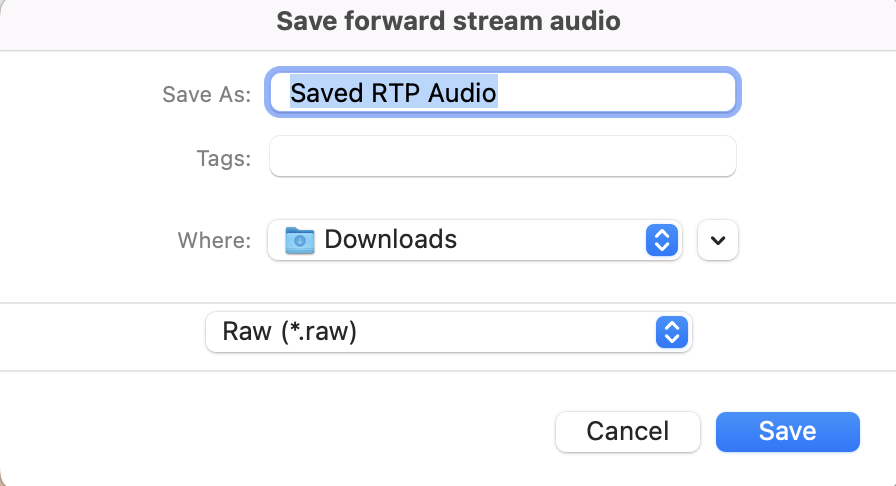 Save forward stream audio
Save As: Saved RTP Audio
Tags:
Where: Downloads
Raw (*.raw)
Cancel Save